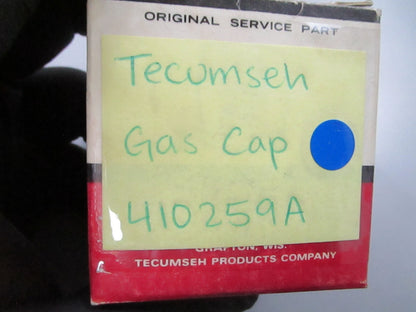 ORIGINAL SERVICE PART
Tecumseh
Gas Cap
410259A
GRAFTON, WIS.
TECUMSEH PRODUCTS COMPANY